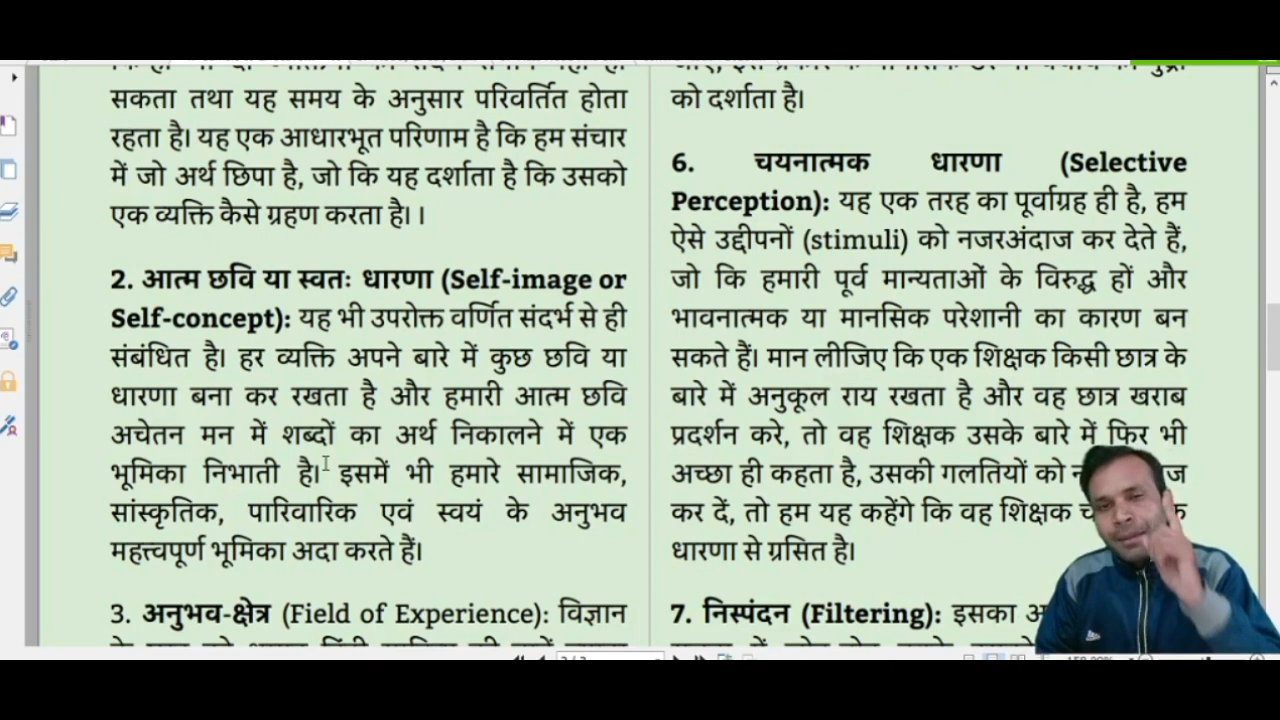 सकता तथा यह समय के अनुसार परिवर्तित होता
रहता है। यह एक आधारभूत परिणाम है कि हम संचार
में जो अर्थ छिपा है, जो कि यह दर्शाता है कि उसको
एक व्यक्ति कैसे ग्रहण करता है। ।
2. आत्म छवि या स्वतः धारणा (Self-image or
Self-concept): यह भी उपरोक्त वर्णित संदर्भ से ही
संबंधित है। हर व्यक्ति अपने बारे में कुछ छवि या
धारणा बना कर रखता है और हमारी आत्म छवि
अचेतन मन में शब्दों का अर्थ निकालने में एक
भूमिका निभाती है। इसमें भी हमारे सामाजिक,
सांस्कृतिक, पारिवारिक एवं स्वयं के अनुभव
महत्त्वपूर्ण भूमिका अदा करते हैं।
3. अनुभव-क्षेत्र (Field of Experience): विज्ञान
को दर्शाता है।
6. चयनात्मक धारणा (Selective
Perception): यह एक तरह का पूर्वाग्रह ही है, हम
ऐसे उद्दीपनों (stimuli) को नजरअंदाज कर देते हैं,
जो कि हमारी पूर्व मान्यताओं के विरुद्ध हों और
भावनात्मक या मानसिक परेशानी का कारण बन
सकते हैं। मान लीजिए कि एक शिक्षक किसी छात्र के
बारे में अनुकूल राय रखता है और वह छात्र खराब
प्रदर्शन करे, तो वह शिक्षक उसके बारे में फिर भी
अच्छा ही कहता है, उसकी गलतियों को
कर दें, तो हम यह कहेंगे कि वह शिक्षक
धारणा से ग्रसित है।
7. निस्पंदन (Filtering): इसका